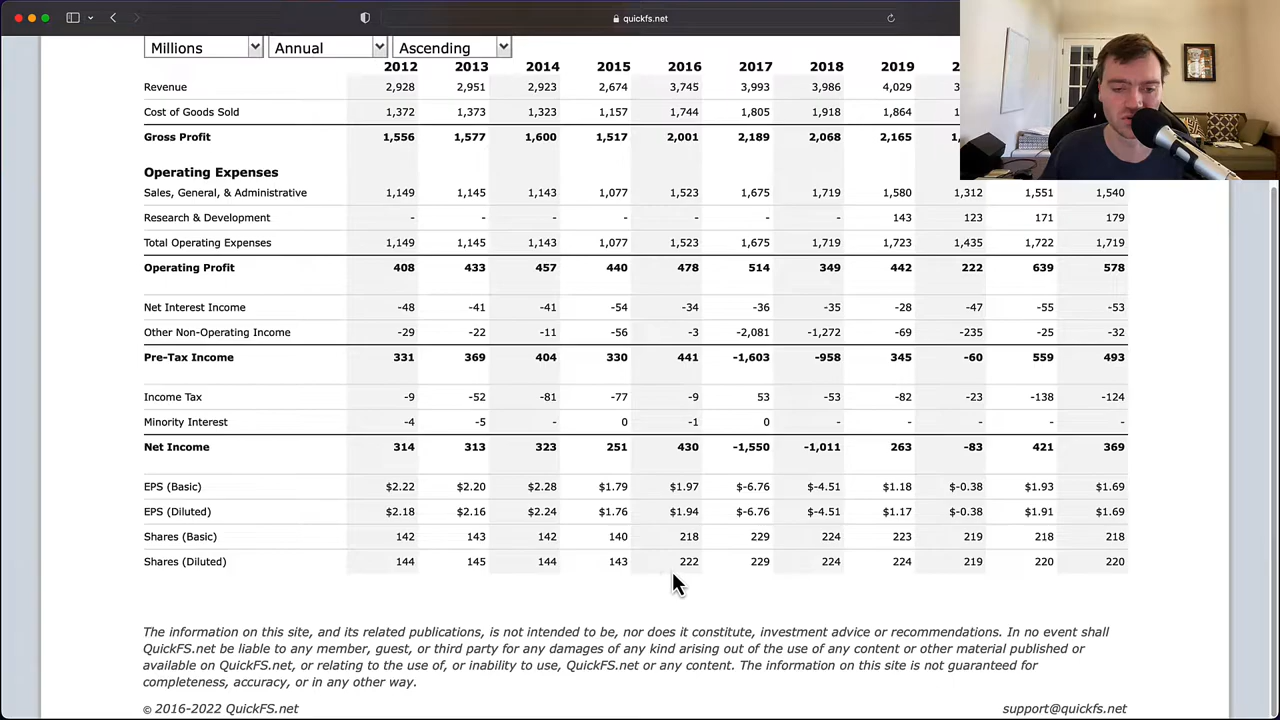 quickfs.net
Millions Annual Ascending
2012 2013 2014 2015 2016 2017 2018 2019 2
Revenue 2,928 2,951 2,923 2,674 3,745 3,993 3,986 4,029 3
Cost of Goods Sold 1,372 1,373 1,323 1,157 1,744 1,805 1,918 1,864
Gross Profit 1,556 1,577 1,600 1,517 2,001 2,189 2,068 2,165 1,
Operating Expenses
Sales, General, & Administrative 1,149 1,145 1,143 1,077 1,523 1,675 1,719 1,580 1,312 1,551 1,540
Research & Development - - - - - - - 143 123 171 179
Total Operating Expenses 1,149 1,145 1,143 1,077 1,523 1,675 1,719 1,723 1,435 1,722 1,719
Operating Profit 408 433 457 440 478 514 349 442 222 639 578
Net Interest Income -48 -41 -41 -54 -34 -36 -35 -28 -47 -55 -53
Other Non-Operating Income -29 -22 -11 -56 -3 -2,081 -1,272 -69 -235 -25 -32
Pre-Tax Income 331 369 404 330 441 -1,603 -958 345 -60 559 493
Income Tax -9 -52 -81 -77 -9 53 -53 -82 -23 -138 -124
Minority Interest -4 -5 - 0 -1 0 - - - - -
Net Income 314 313 323 251 430 -1,550 -1,011 263 -83 421 369
EPS (Basic) $2.22 $2.20 $2.28 $1.79 $1.97 $-6.76 $-4.51 $1.18 $-0.38 $1.93 $1.69
EPS (Diluted) $2.18 $2.16 $2.24 $1.76 $1.94 $-6.76 $-4.51 $1.17 $-0.38 $1.91 $1.69
Shares (Basic) 142 143 142 140 218 229 224 223 219 218 218
Shares (Diluted) 144 145 144 143 222 229 224 224 219 220 220
The information on this site, and its related publications, is not intended to be, nor does it constitute, investment advice or recommendations. In no event shall
QuickFS.net be liable to any member, guest, or third party for any damages of any kind arising out of the use of any content or other material published or
available on QuickFS.net, or relating to the use of, or inability to use, QuickFS.net or any content. The information on this site is not guaranteed for
completeness, accuracy, or in any other way.
© 2016-2022 QuickFS.net support@quickfs.net